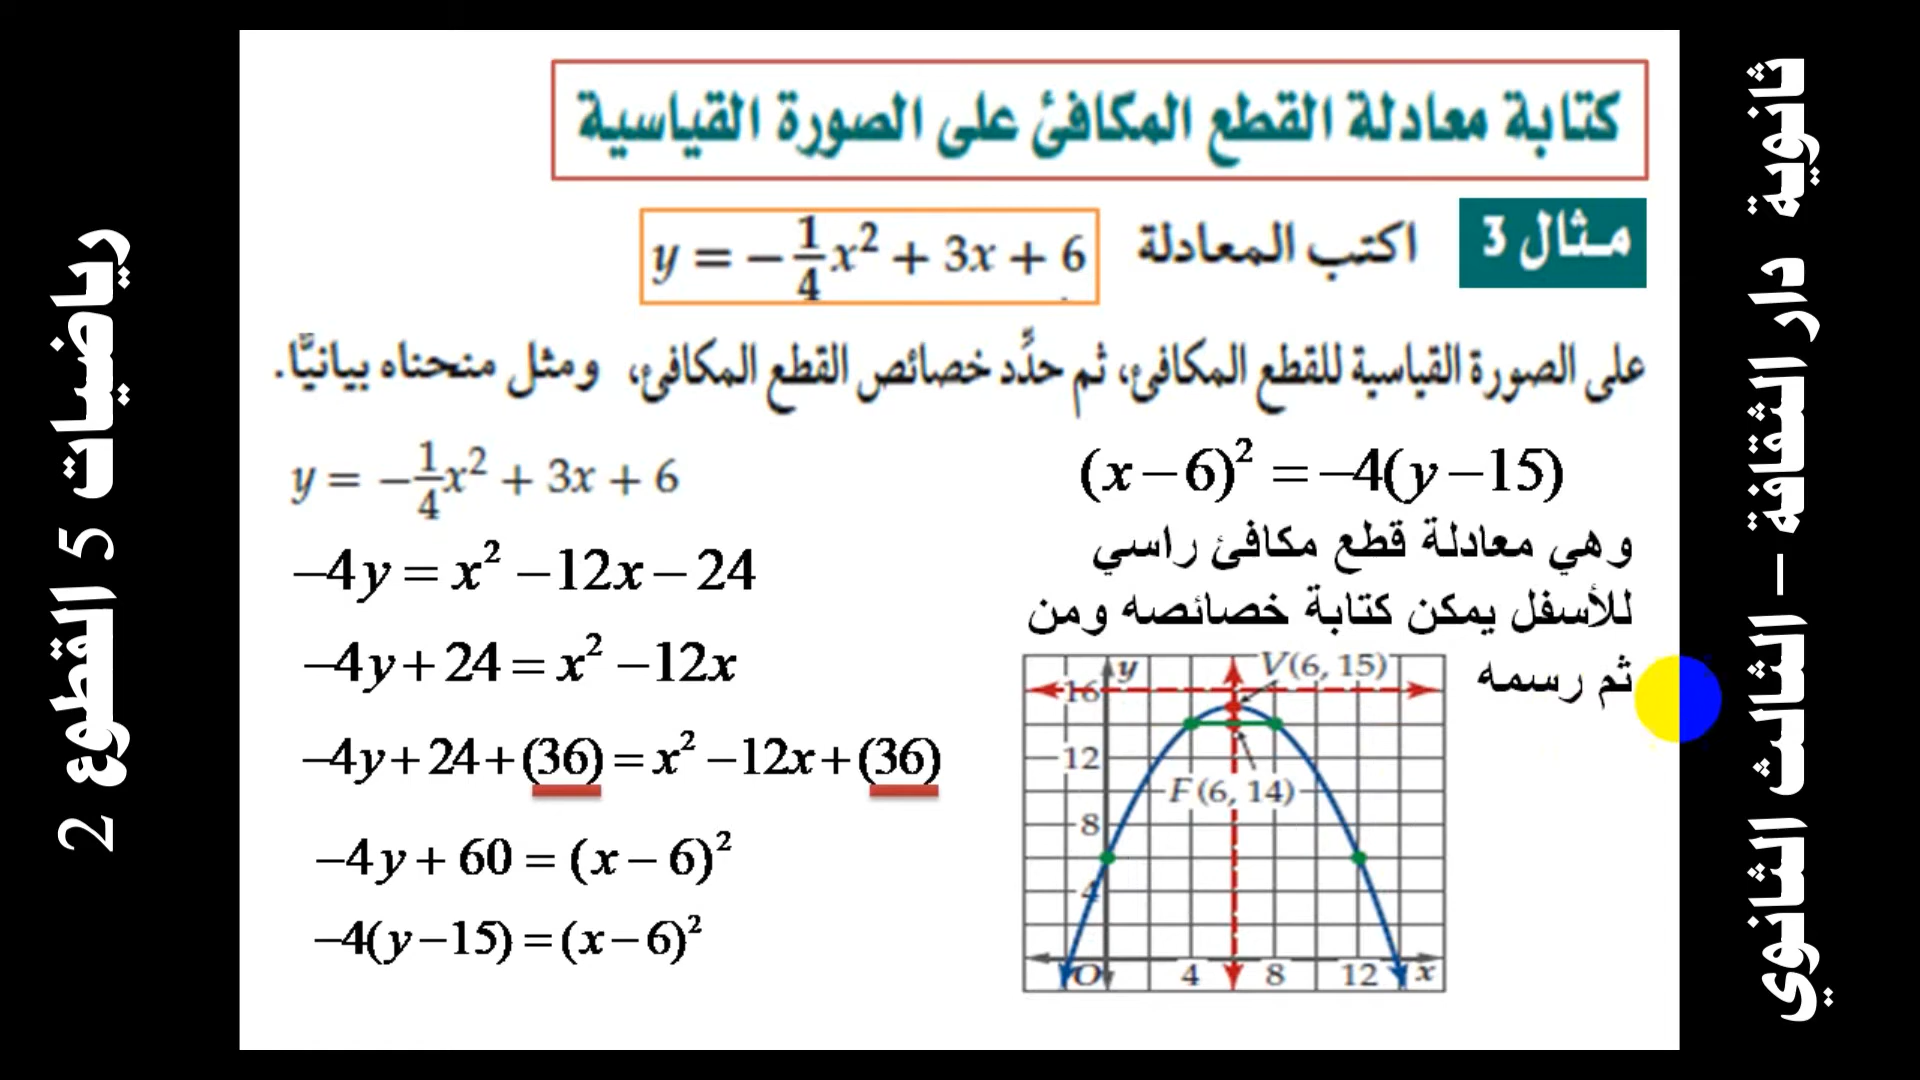 كتابة معادلة القطع المكافئ على الصورة القياسية
مثال 3 اكتب المعادلة y = −1/4x² + 3x + 6
على الصورة القياسية للقطع المكافئ، ثم حدِّد خصائص القطع المكافئ، ومثل منحناه بيانيًّا.
y = −1/4x² + 3x + 6
−4y = x² −12x − 24
−4y + 24 = x² −12x
−4y + 24 + (36) = x² −12x + (36)
−4y + 60 = (x − 6)²
−4(y −15) = (x − 6)²
(x − 6)² = −4(y −15)
وهي معادلة قطع مكافئ راسي
للأسفل يمكن كتابة خصائصه ومن
ثم رسمه
y
V(6, 15)
16
12
F(6, 14)
8
4
O 4 8 12 x
ثانوية دار الثقافة – الثالث الثانوي
رياضيات 5 القطوع 2